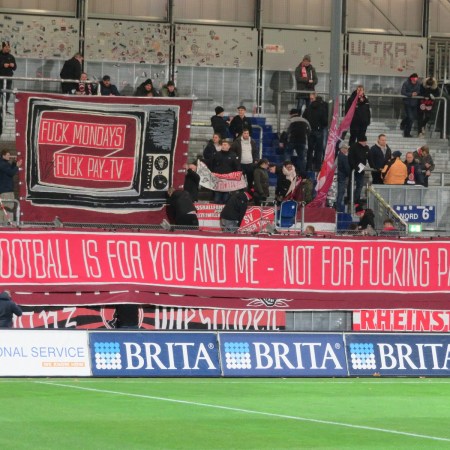 ULTRA
FUCK MONDAYS
FUCK PAY-TV
NORD 6
FOOTBALL IS FOR YOU AND ME - NOT FOR FUCKING PA
RHEINS
ONAL SERVICE
BRITA BRITA BRITA